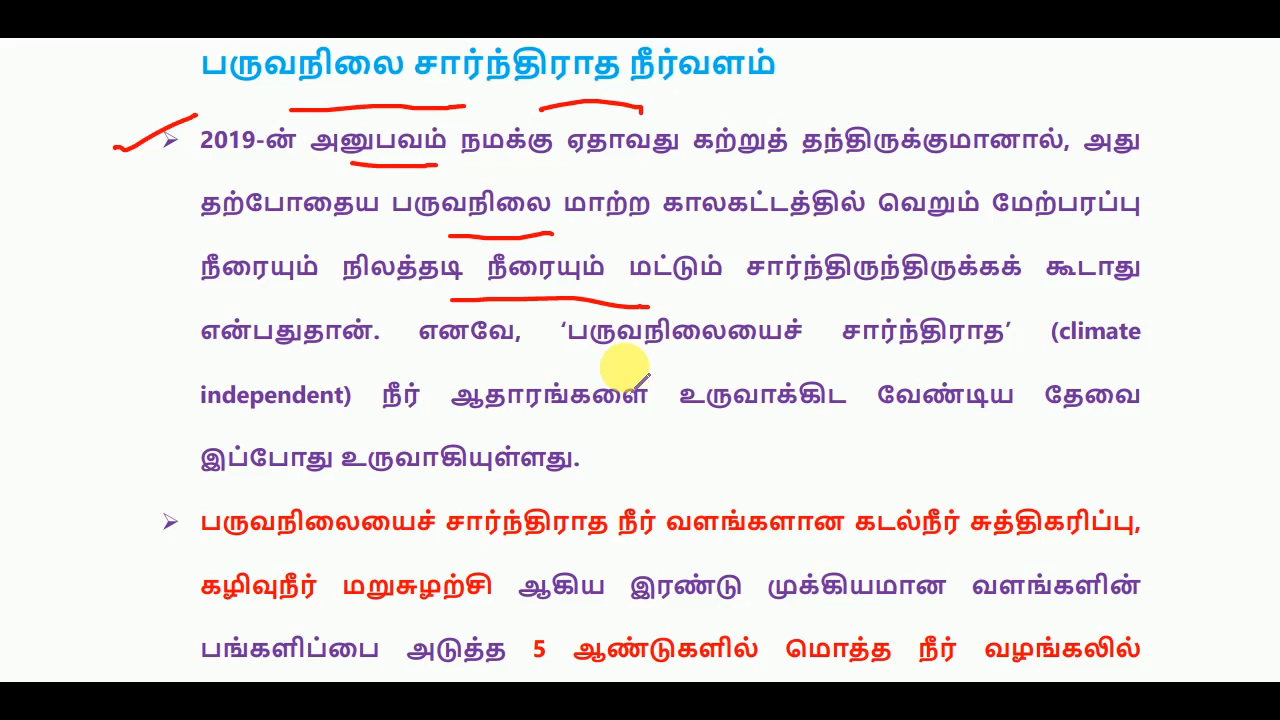 பருவநிலை சார்ந்திராத நீர்வளம்
➢ 2019-ன் அனுபவம் நமக்கு ஏதாவது கற்றுத் தந்திருக்குமானால், அது
தற்போதைய பருவநிலை மாற்ற காலகட்டத்தில் வெறும் மேற்பரப்பு
நீரையும் நிலத்தடி நீரையும் மட்டும் சார்ந்திருந்திருக்கக் கூடாது
என்பதுதான். எனவே, ‘பருவநிலையைச் சார்ந்திராத’ (climate
independent) நீர் ஆதாரங்களை உருவாக்கிட வேண்டிய தேவை
இப்போது உருவாகியுள்ளது.
➢ பருவநிலையைச் சார்ந்திராத நீர் வளங்களான கடல்நீர் சுத்திகரிப்பு,
கழிவுநீர் மறுசுழற்சி ஆகிய இரண்டு முக்கியமான வளங்களின்
பங்களிப்பை அடுத்த 5 ஆண்டுகளில் மொத்த நீர் வழங்கலில்